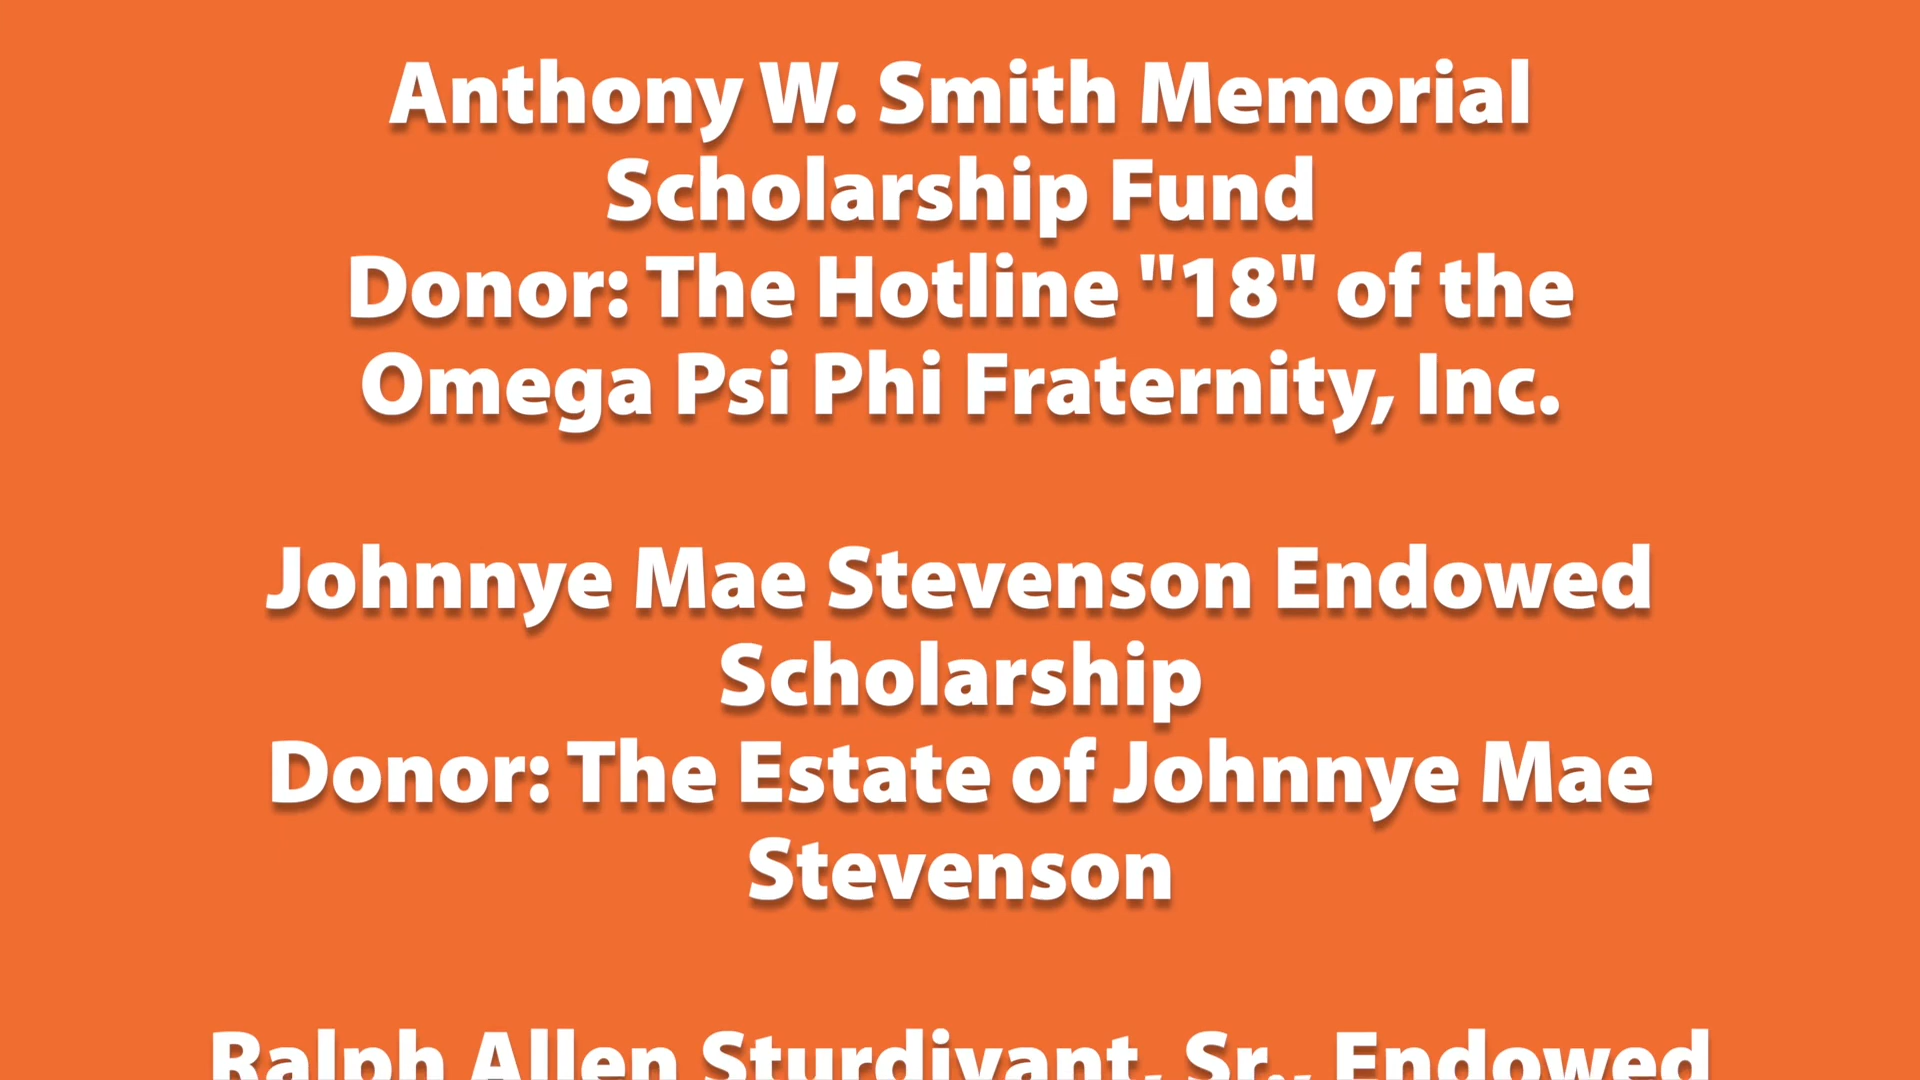 Anthony W. Smith Memorial
Scholarship Fund
Donor: The Hotline "18" of the
Omega Psi Phi Fraternity, Inc.
Johnnye Mae Stevenson Endowed
Scholarship
Donor: The Estate of Johnnye Mae
Stevenson
Ralph Allen Sturdivant, Sr., Endowed